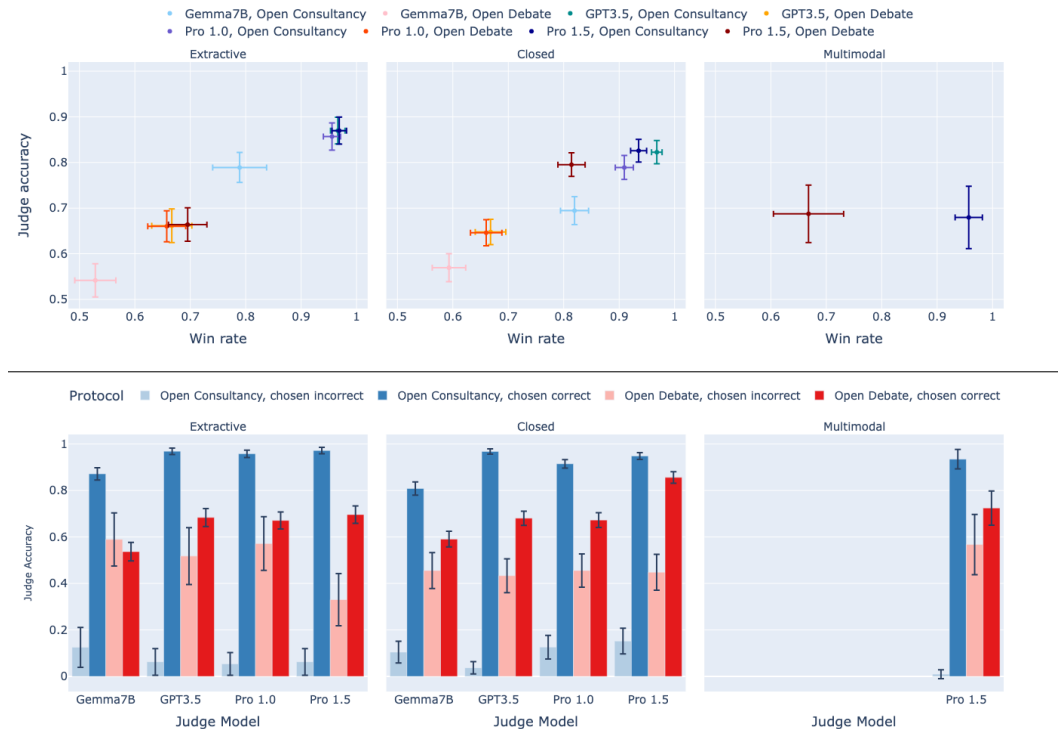 Gemma7B, Open Consultancy Gemma7B, Open Debate GPT3.5, Open Consultancy GPT3.5, Open Debate
Pro 1.0, Open Consultancy Pro 1.0, Open Debate Pro 1.5, Open Consultancy Pro 1.5, Open Debate
Extractive Closed Multimodal
Judge accuracy
1
0.9
0.8
0.7
0.6
0.5
0.5 0.6 0.7 0.8 0.9 1 0.5 0.6 0.7 0.8 0.9 1 0.5 0.6 0.7 0.8 0.9 1
Win rate Win rate Win rate
Protocol Open Consultancy, chosen incorrect Open Consultancy, chosen correct Open Debate, chosen incorrect Open Debate, chosen correct
Extractive Closed Multimodal
Judge Accuracy
1
0.8
0.6
0.4
0.2
0
Gemma7B GPT3.5 Pro 1.0 Pro 1.5 Gemma7B GPT3.5 Pro 1.0 Pro 1.5 Pro 1.5
Judge Model Judge Model Judge Model